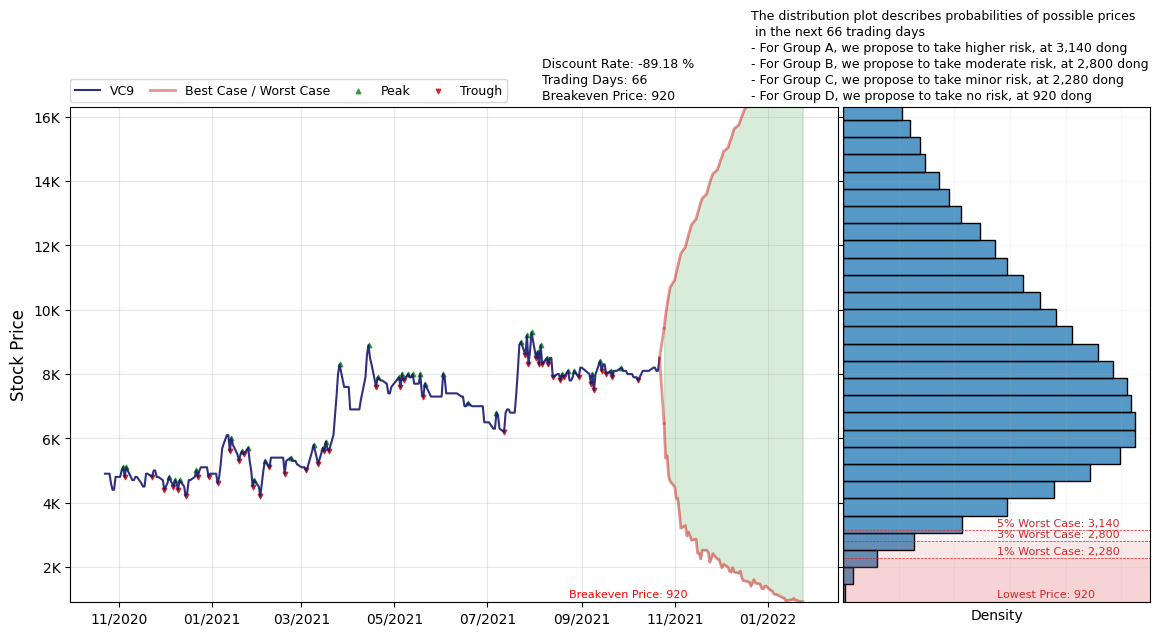 The distribution plot describes probabilities of possible prices
in the next 66 trading days
- For Group A, we propose to take higher risk, at 3,140 dong
- For Group B, we propose to take moderate risk, at 2,800 dong
- For Group C, we propose to take minor risk, at 2,280 dong
- For Group D, we propose to take no risk, at 920 dong
Discount Rate: -89.18 %
Trading Days: 66
Breakeven Price: 920
VC9
Best Case / Worst Case
Peak
Trough
Stock Price
16K
14K
12K
10K
8K
6K
4K
2K
Breakeven Price: 920
11/2020
01/2021
03/2021
05/2021
07/2021
09/2021
11/2021
01/2022
5% Worst Case: 3,140
3% Worst Case: 2,800
1% Worst Case: 2,280
Lowest Price: 920
Density